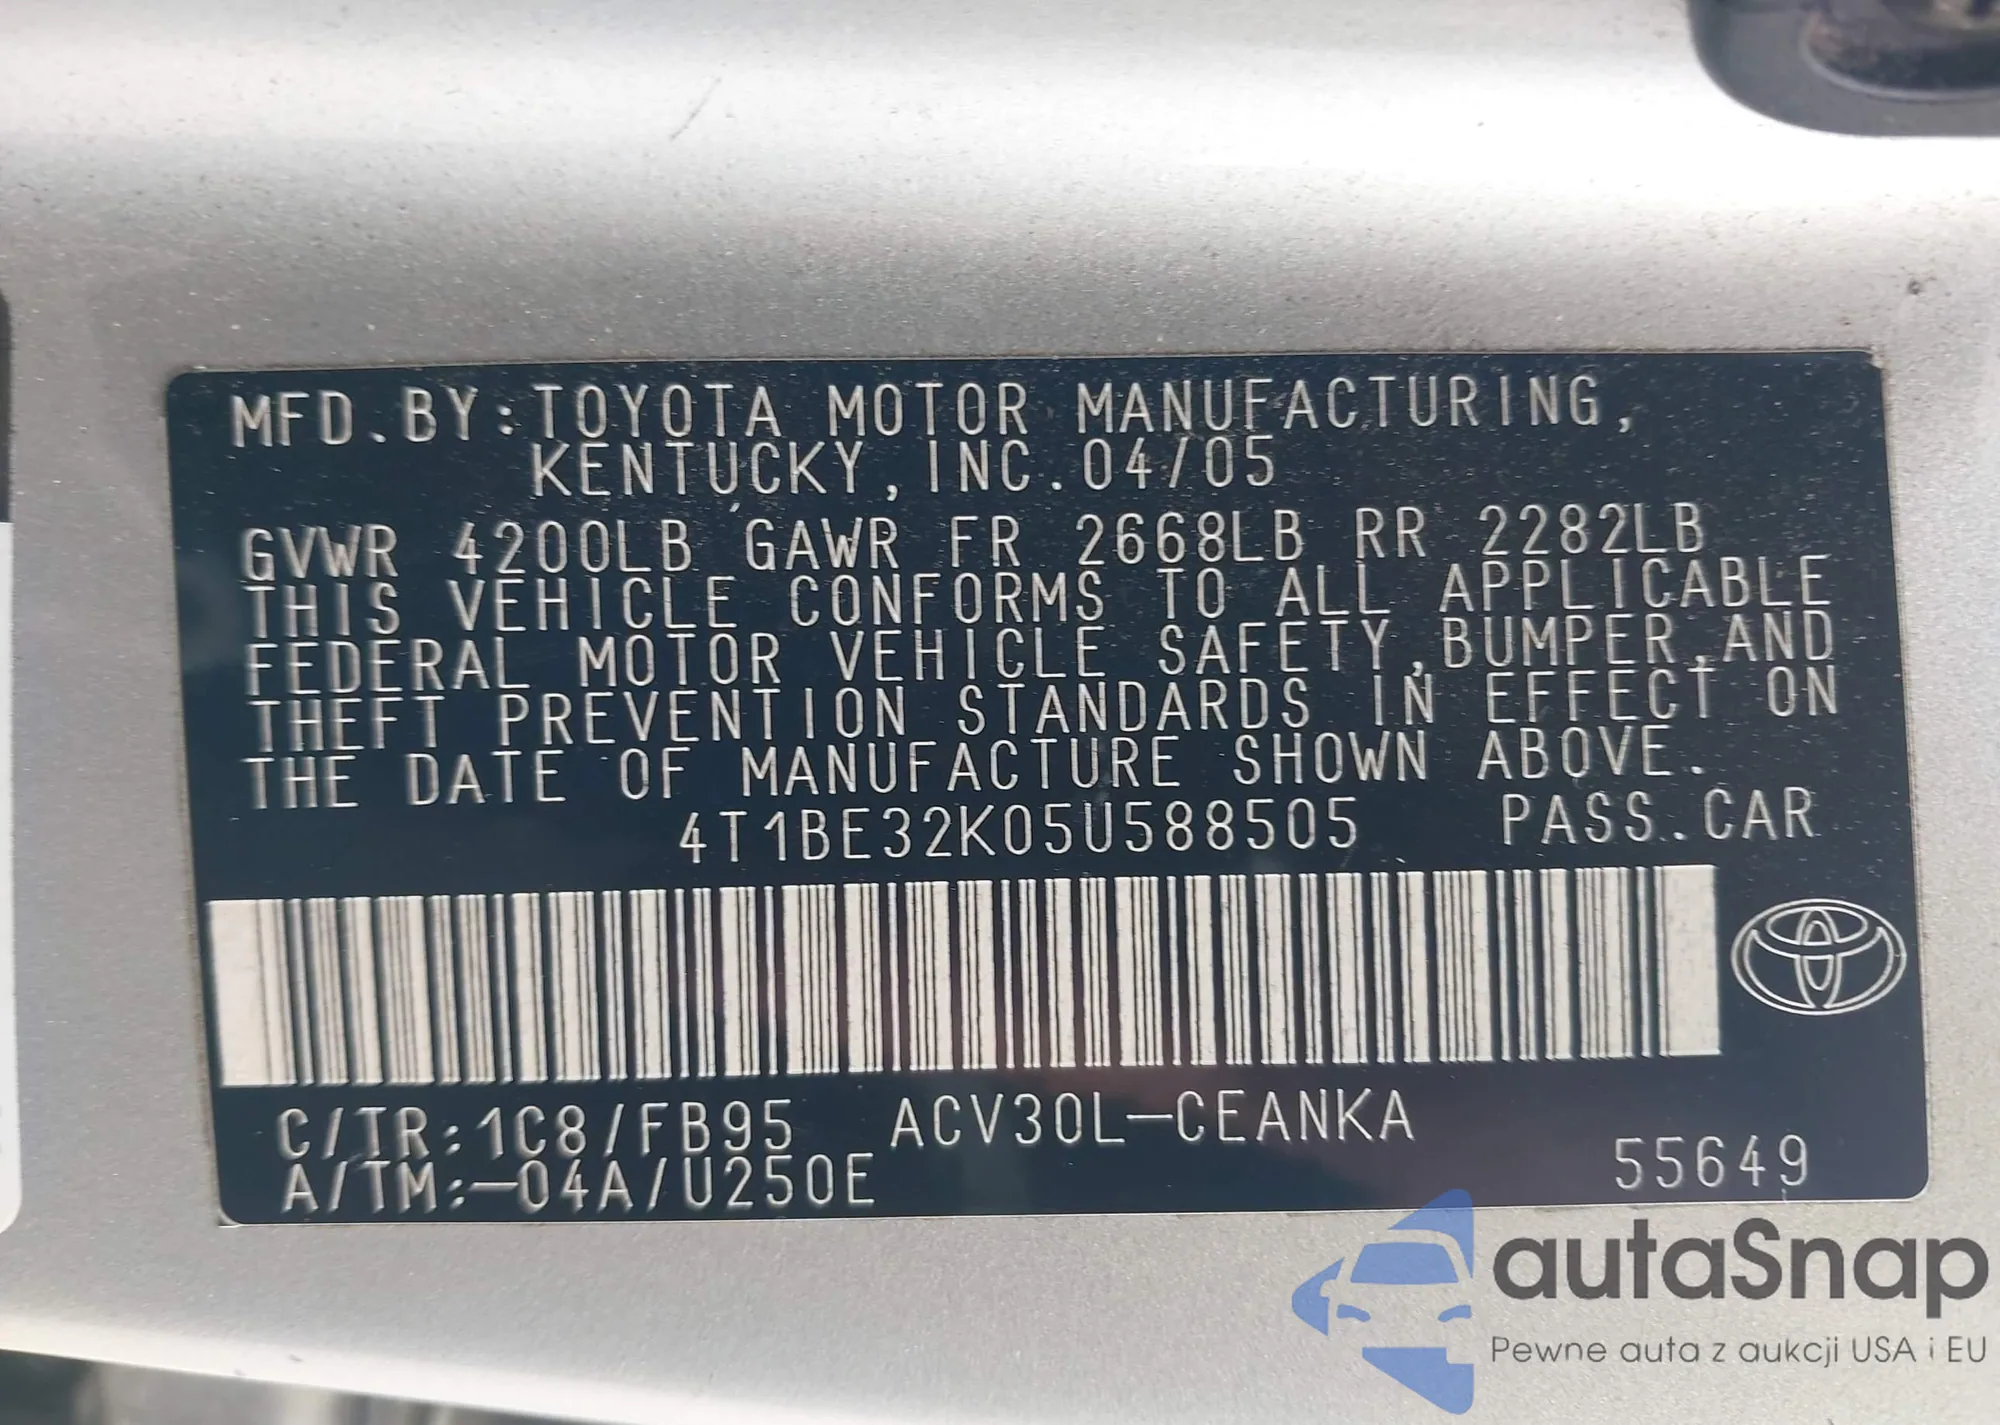 MFD.BY:TOYOTA MOTOR MANUFACTURING,
KENTUCKY,INC.04/05
GVWR 4200LB GAWR FR 2668LB RR 2282LB
THIS VEHICLE CONFORMS TO ALL APPLICABLE
FEDERAL MOTOR VEHICLE SAFETY,BUMPER,AND
THEFT PREVENTION STANDARDS IN EFFECT ON
THE DATE OF MANUFACTURE SHOWN ABOVE.
4T1BE32K05U588505 PASS.CAR
C/TR:1C8/FB95 ACV30L-CEANKA
A/TM:-04A/U250E 55649
autaSnap
Pewne auta z aukcji USA i EU